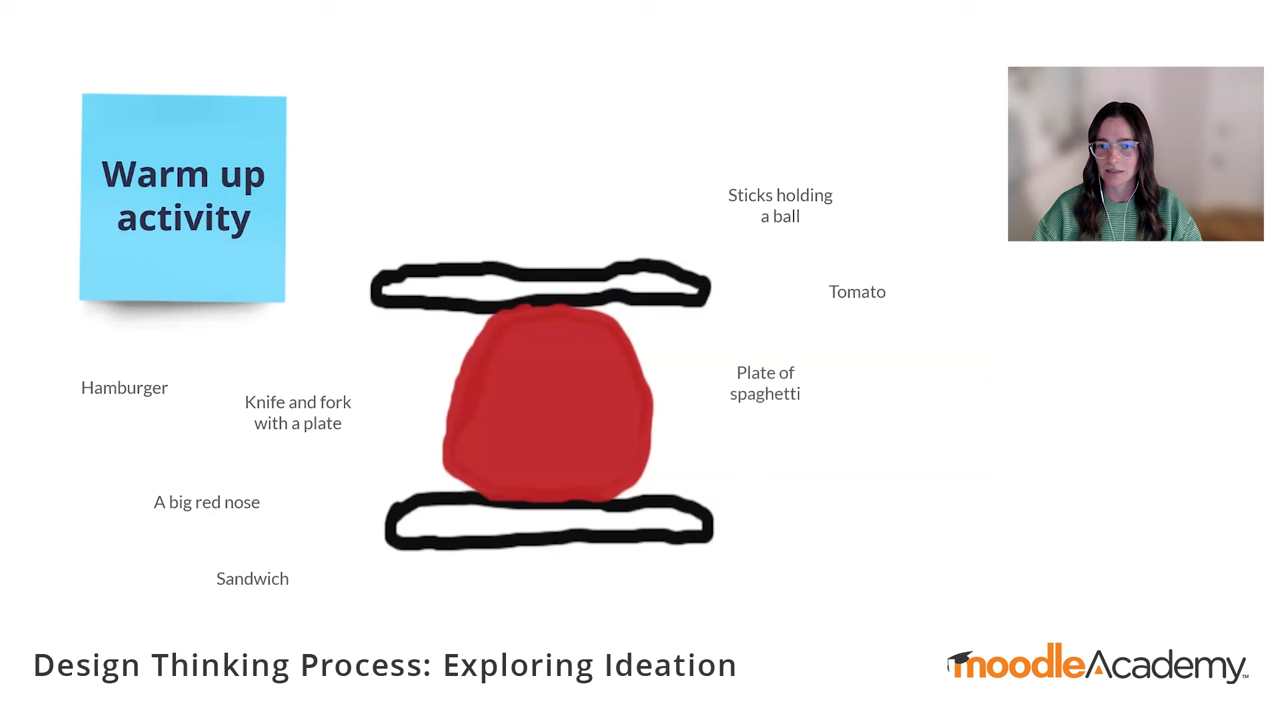 Warm up
activity
Sticks holding
a ball
Tomato
Plate of
spaghetti
Hamburger
Knife and fork
with a plate
A big red nose
Sandwich
Design Thinking Process: Exploring Ideation
moodleAcademy™